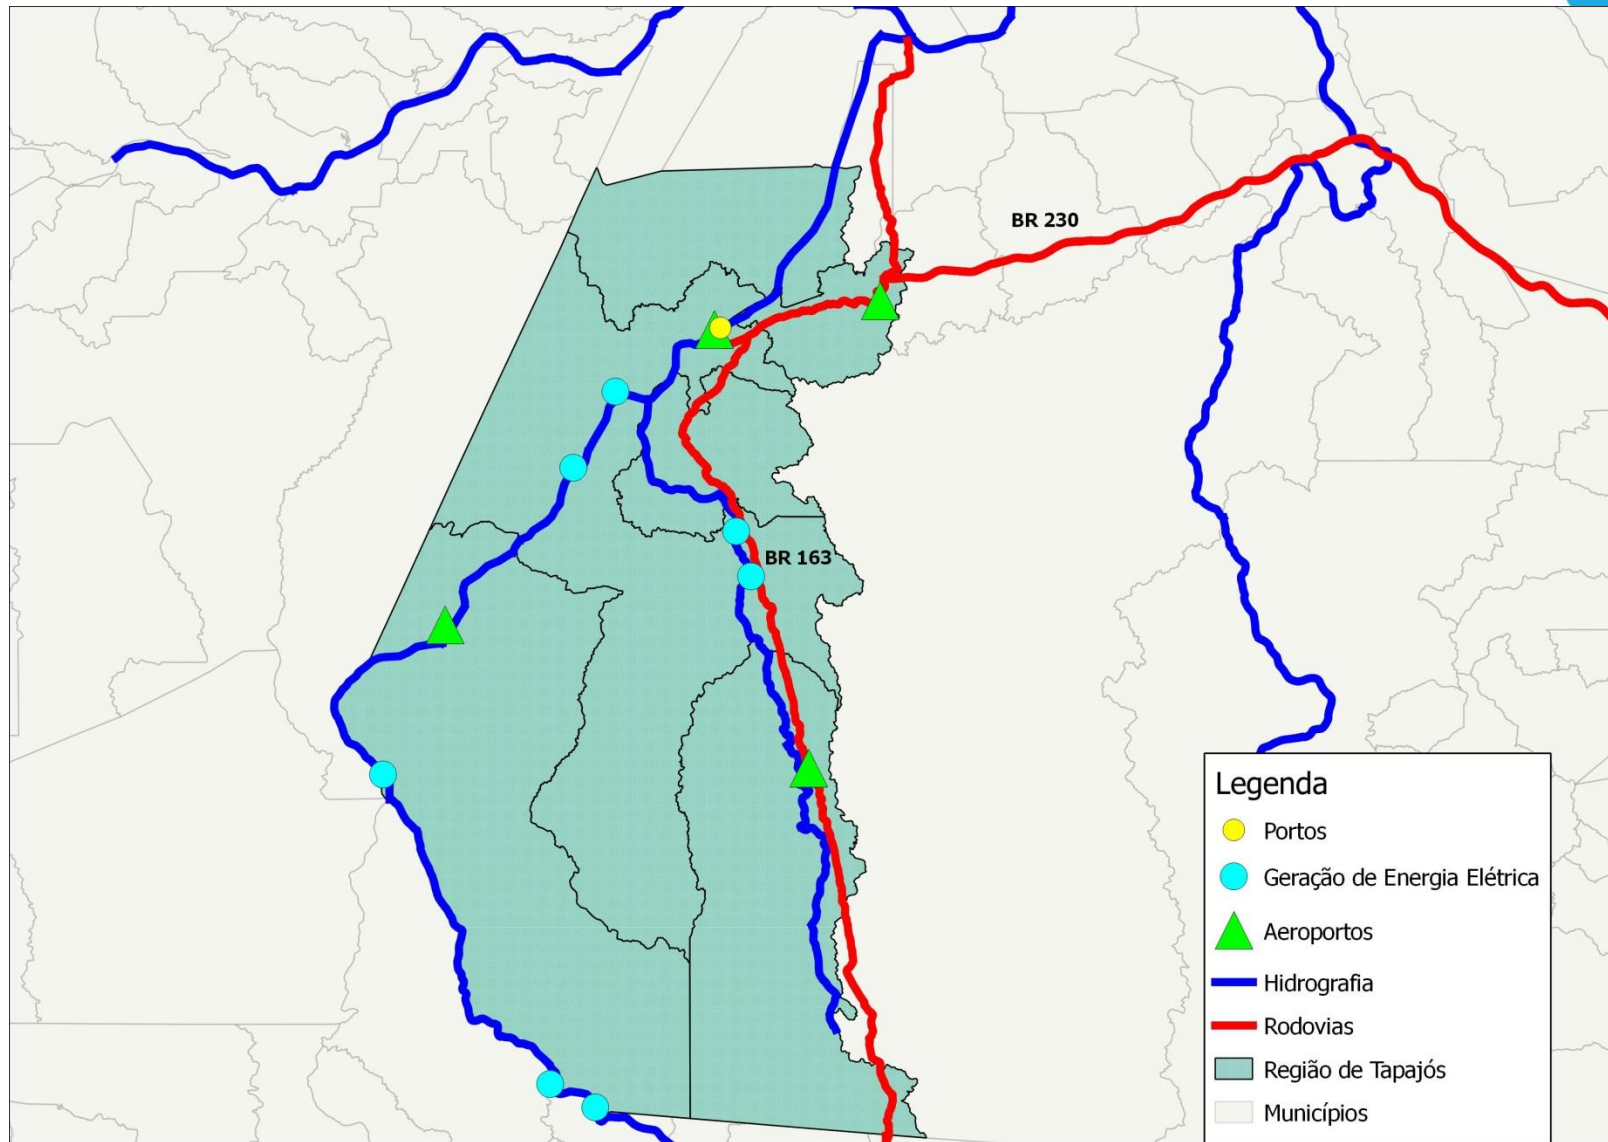 BR 230
BR 163
Legenda
Portos
Geração de Energia Elétrica
Aeroportos
Hidrografia
Rodovias
Região de Tapajós
Municípios